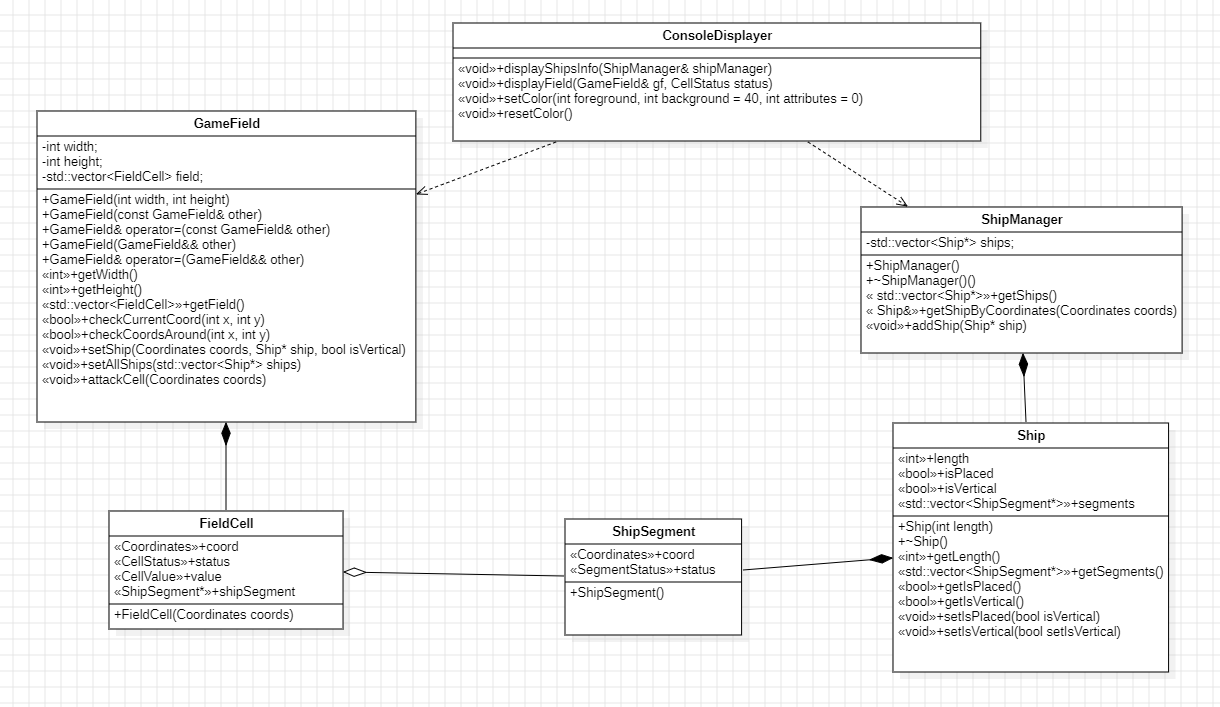 ConsoleDisplayer
«void»+displayShipsInfo(ShipManager& shipManager)
«void»+displayField(GameField& gf, CellStatus status)
«void»+setColor(int foreground, int background = 40, int attributes = 0)
«void»+resetColor()
GameField
-int width;
-int height;
-std::vector<FieldCell> field;
+GameField(int width, int height)
+GameField(const GameField& other)
+GameField& operator=(const GameField& other)
+GameField(GameField&& other)
+GameField& operator=(GameField&& other)
«int»+getWidth()
«int»+getHeight()
«std::vector<FieldCell>»+getField()
«bool»+checkCurrentCoord(int x, int y)
«bool»+checkCoordsAround(int x, int y)
«void»+setShip(Coordinates coords, Ship* ship, bool isVertical)
«void»+setAllShips(std::vector<Ship*> ships)
«void»+attackCell(Coordinates coords)
ShipManager
-std::vector<Ship*> ships;
+ShipManager()
+~ShipManager()()
« std::vector<Ship*>»+getShips()
« Ship&»+getShipByCoordinates(Coordinates coords)
«void»+addShip(Ship* ship)
Ship
«int»+length
«bool»+isPlaced
«bool»+isVertical
«std::vector<ShipSegment*>»+segments
+Ship(int length)
+~Ship()
«int»+getLength()
«std::vector<ShipSegment*>»+getSegments()
«bool»+getIsPlaced()
«bool»+getIsVertical()
«void»+setIsPlaced(bool isVertical)
«void»+setIsVertical(bool setIsVertical)
FieldCell
«Coordinates»+coord
«CellStatus»+status
«CellValue»+value
«ShipSegment*»+shipSegment
+FieldCell(Coordinates coords)
ShipSegment
«Coordinates»+coord
«SegmentStatus»+status
+ShipSegment()